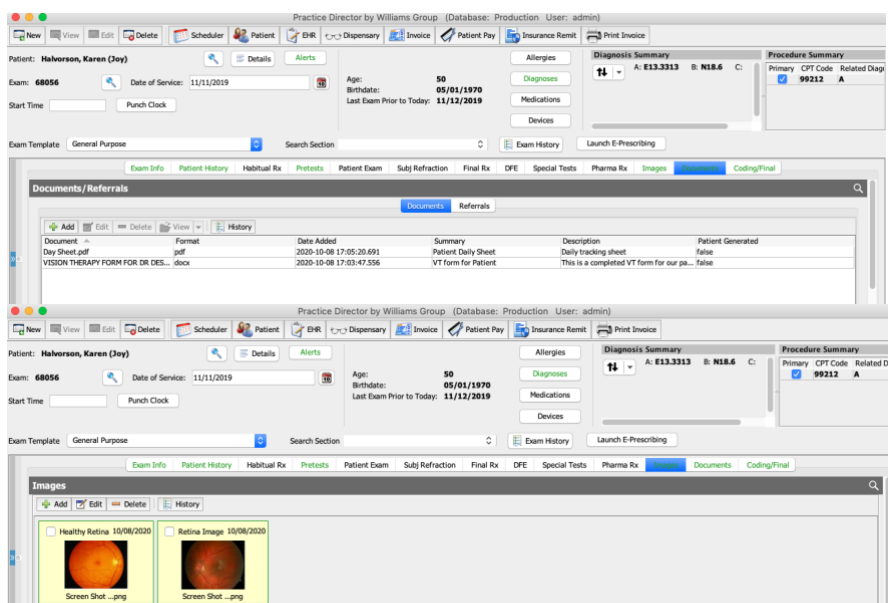 Practice Director by Williams Group (Database: Production User: admin)
New View Edit Delete Scheduler Patient EHR Dispensary Invoice Patient Pay Insurance Remit Print Invoice
Patient: Halvorson, Karen (Joy) Details Alerts Allergies Diagnosis Summary Procedure Summary
A: E13.3313 B: N18.6 C: Primary CPT Code Related Diagi
Exam: 68056 Date of Service: 11/11/2019 Age: 50 Diagnoses 99212 A
Birthdate: 05/01/1970
Start Time Punch Clock Last Exam Prior to Today: 11/12/2019 Medications
Devices
Exam Template General Purpose Search Section Exam History Launch E-Prescribing
Exam Info Patient History Habitual Rx Pretests Patient Exam Subj Refraction Final Rx DFE Special Tests Pharma Rx Images Documents Coding/Final
Documents/Referrals
Documents Referrals
Add Edit Delete View History
Document Format Date Added Summary Description Patient Generated
Day Sheet.pdf pdf 2020-10-08 17:05:20.691 Patient Daily Sheet Daily tracking sheet false
VISION THERAPY FORM FOR DR DES... docx 2020-10-08 17:03:47.556 VT form for Patient This is a completed VT form for our pa... false
Practice Director by Williams Group (Database: Production User: admin)
New View Edit Delete Scheduler Patient EHR Dispensary Invoice Patient Pay Insurance Remit Print Invoice
Patient: Halvorson, Karen (Joy) Details Alerts Allergies Diagnosis Summary Procedure Summary
A: E13.3313 B: N18.6 C: Primary CPT Code Related D
Exam: 68056 Date of Service: 11/11/2019 Age: 50 Diagnoses 99212 A
Birthdate: 05/01/1970
Start Time Punch Clock Last Exam Prior to Today: 11/12/2019 Medications
Devices
Exam Template General Purpose Search Section Exam History Launch E-Prescribing
Exam Info Patient History Habitual Rx Pretests Patient Exam Subj Refraction Final Rx DFE Special Tests Pharma Rx Images Documents Coding/Final
Images
Add Edit Delete History
Healthy Retina 10/08/2020 Retina Image 10/08/2020
Screen Shot ...png Screen Shot ...png